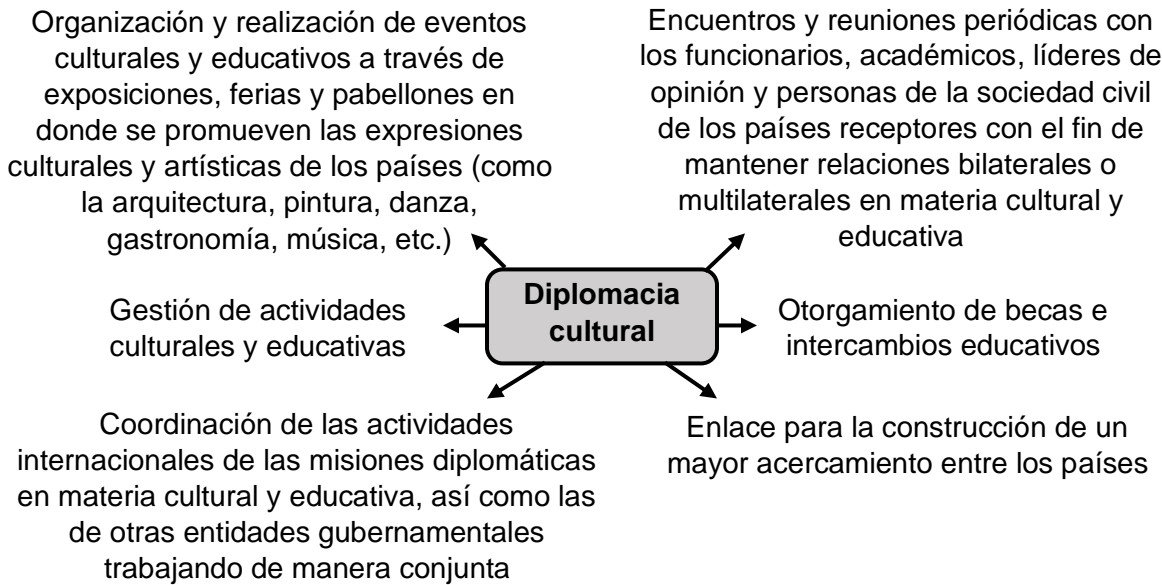 Organización y realización de eventos
culturales y educativos a través de
exposiciones, ferias y pabellones en
donde se promueven las expresiones
culturales y artísticas de los países (como
la arquitectura, pintura, danza,
gastronomía, música, etc.)
Encuentros y reuniones periódicas con
los funcionarios, académicos, líderes de
opinión y personas de la sociedad civil
de los países receptores con el fin de
mantener relaciones bilaterales o
multilaterales en materia cultural y
educativa
Diplomacia
cultural
Gestión de actividades
culturales y educativas
Otorgamiento de becas e
intercambios educativos
Coordinación de las actividades
internacionales de las misiones diplomáticas
en materia cultural y educativa, así como las
de otras entidades gubernamentales
trabajando de manera conjunta
Enlace para la construcción de un
mayor acercamiento entre los países